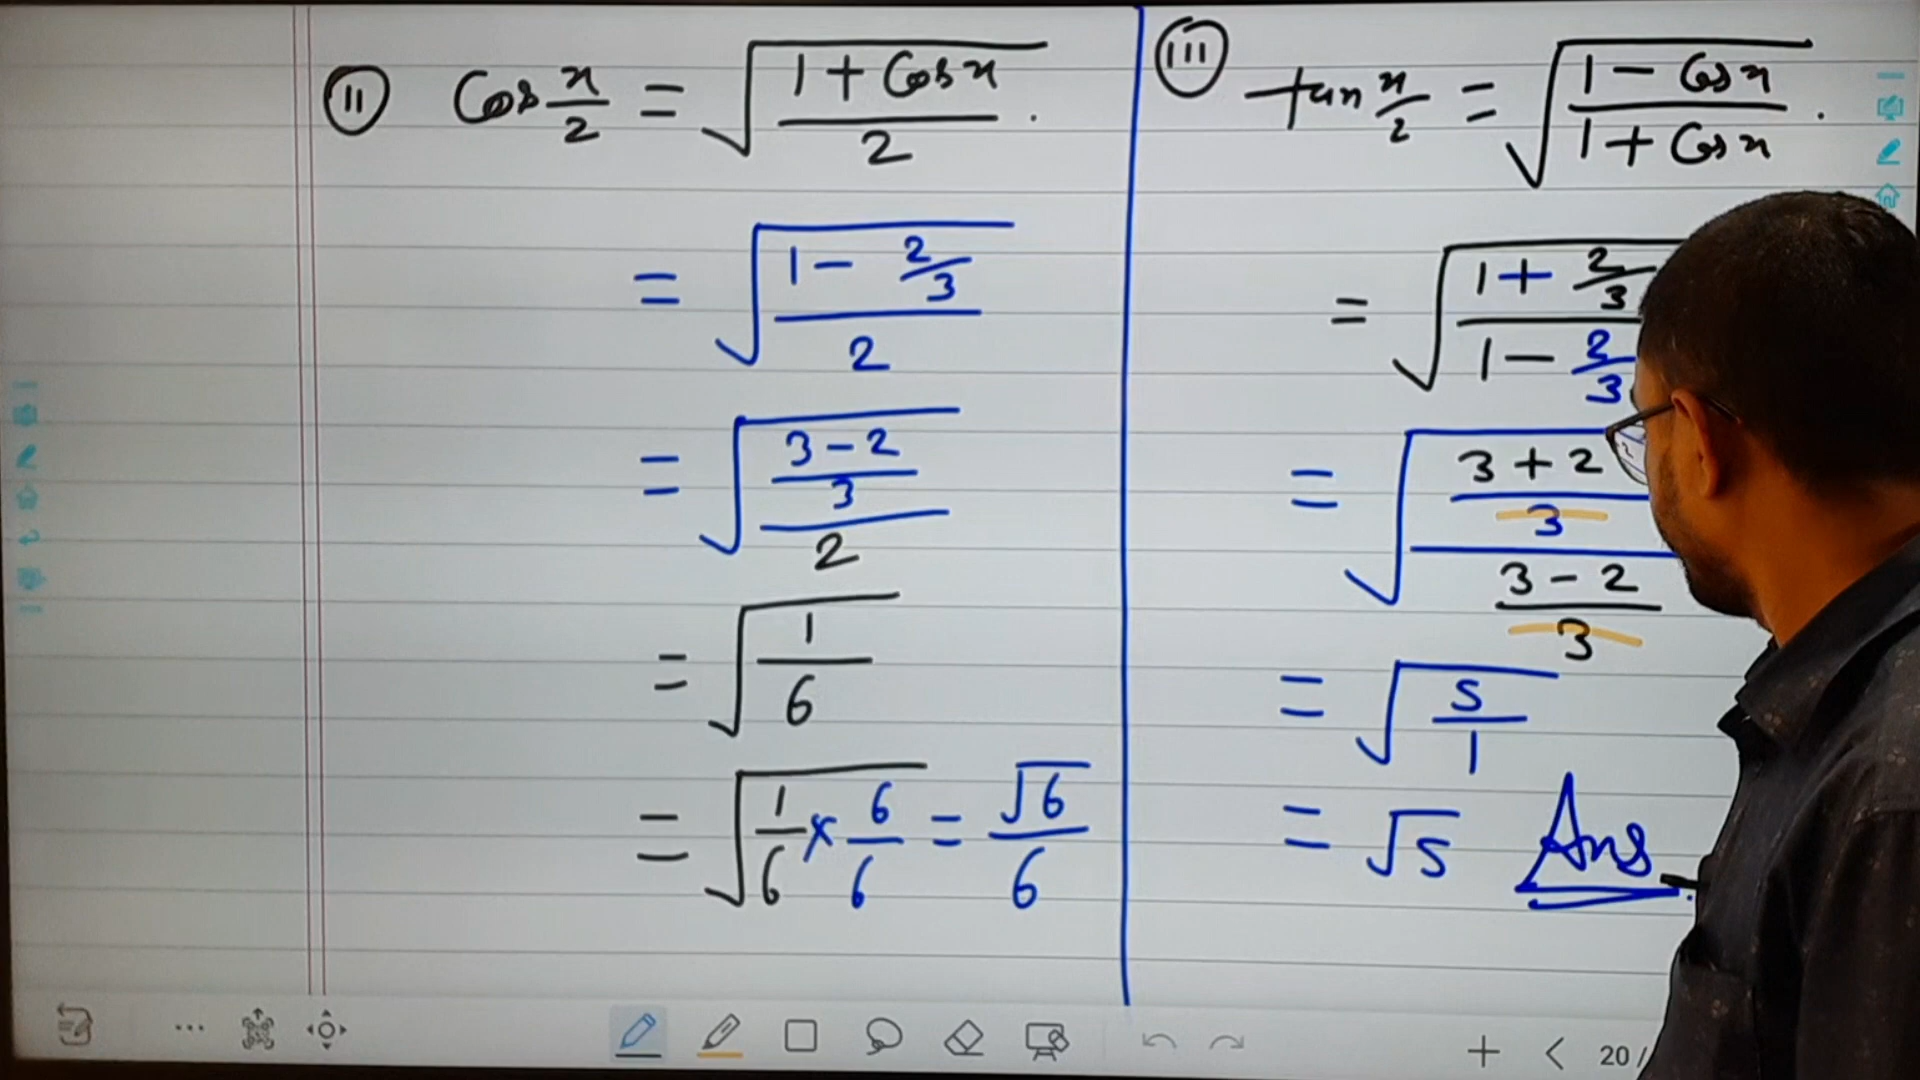 (ii) Cos x/2 = √((1 + Cos x)/2).
= √((1 - 2/3)/2)
= √(((3-2)/3)/2)
= √(1/6)
= √(1/6 × 6/6) = √6/6
(iii) tan x/2 = √((1 - Cos x)/(1 + Cos x)).
= √((1 + 2/3)/(1 - 2/3))
= √(((3+2)/3)/((3-2)/3))
= √(5/1)
= √5 Ans.
20/